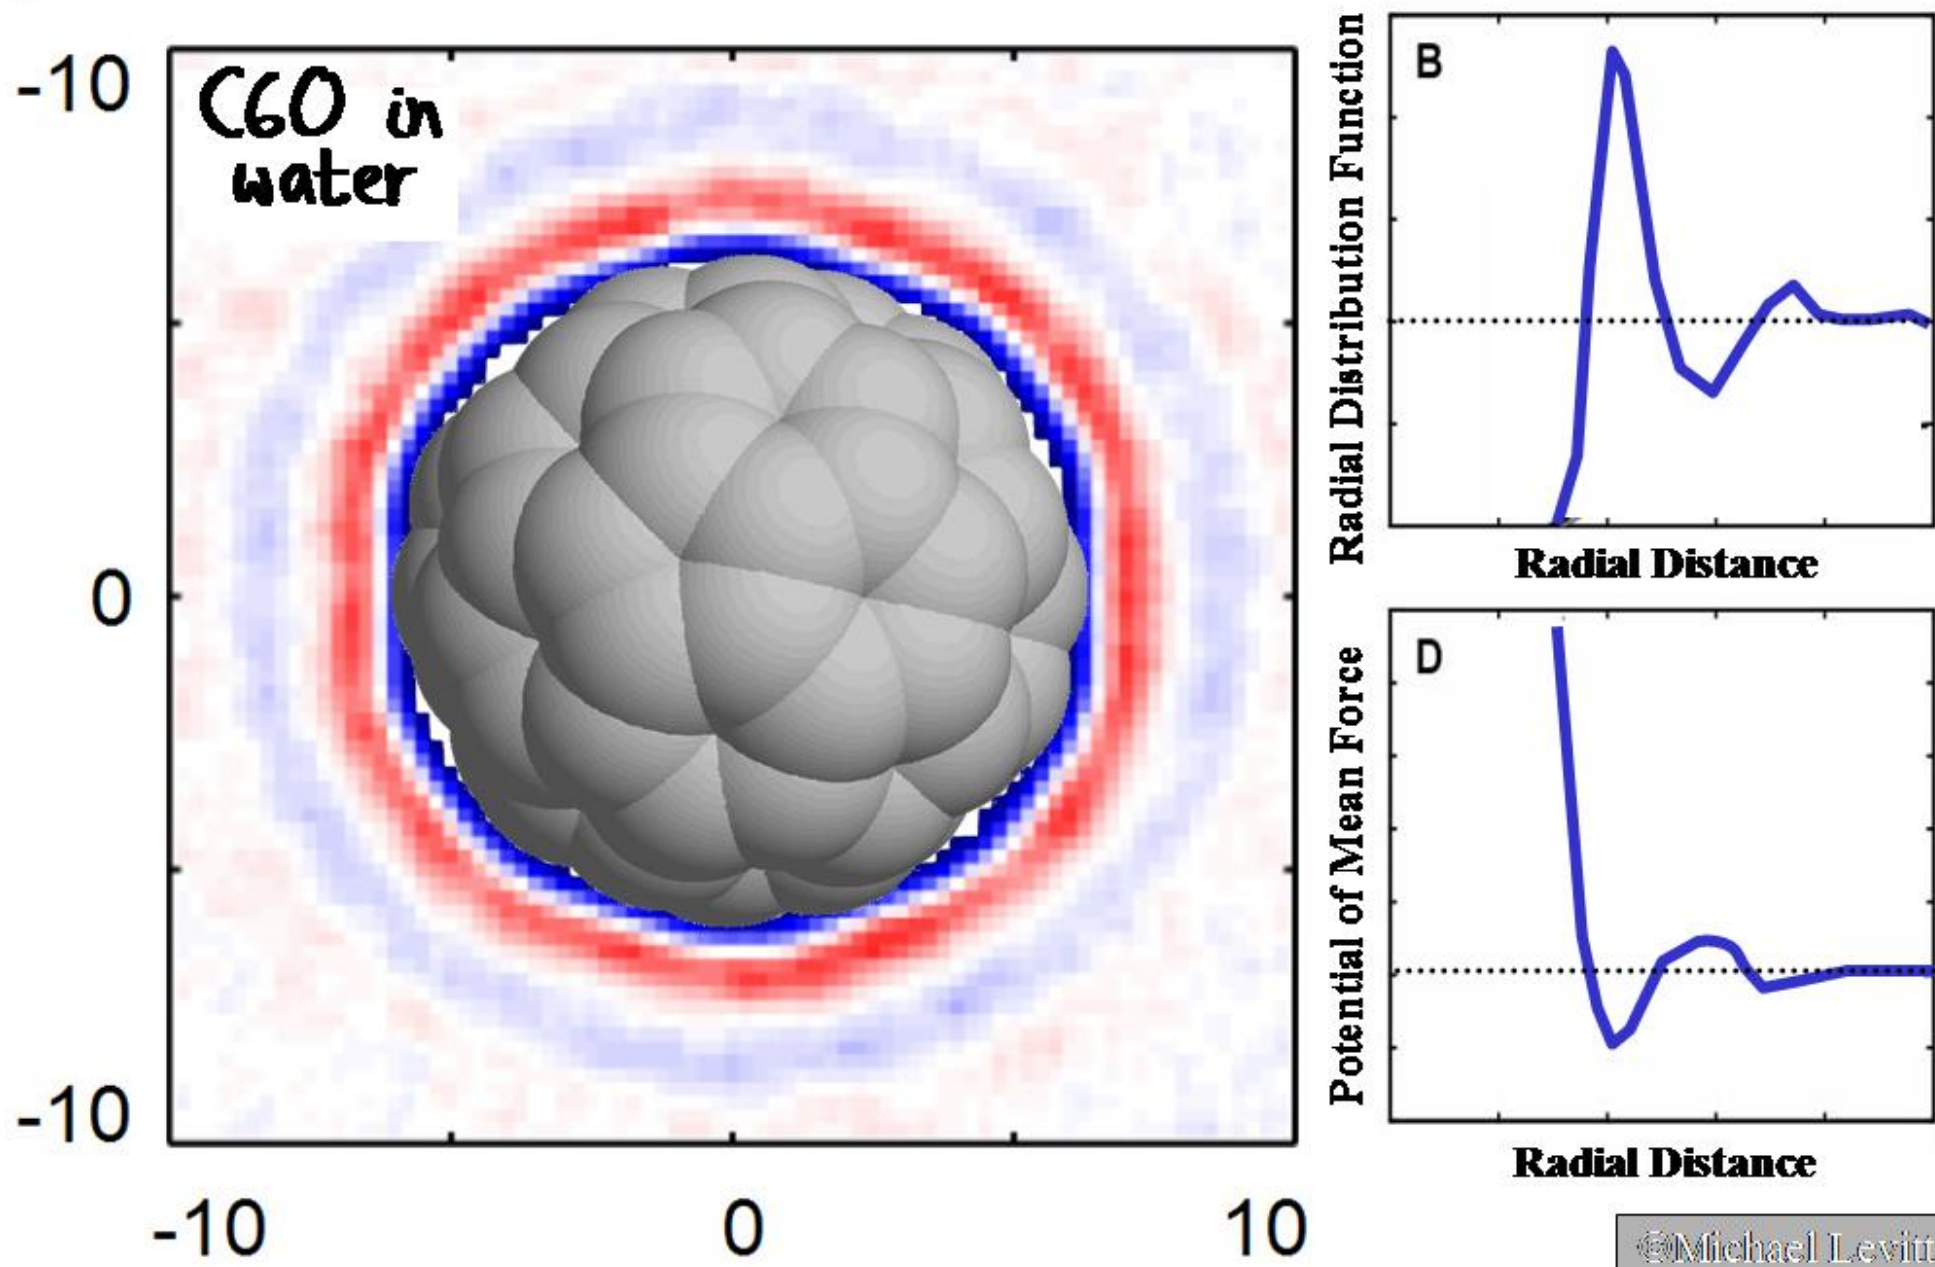 -10
C60 in
water
0
-10
-10
0
10
B
Radial Distribution Function
Radial Distance
D
Potential of Mean Force
Radial Distance
©Michael Levitt